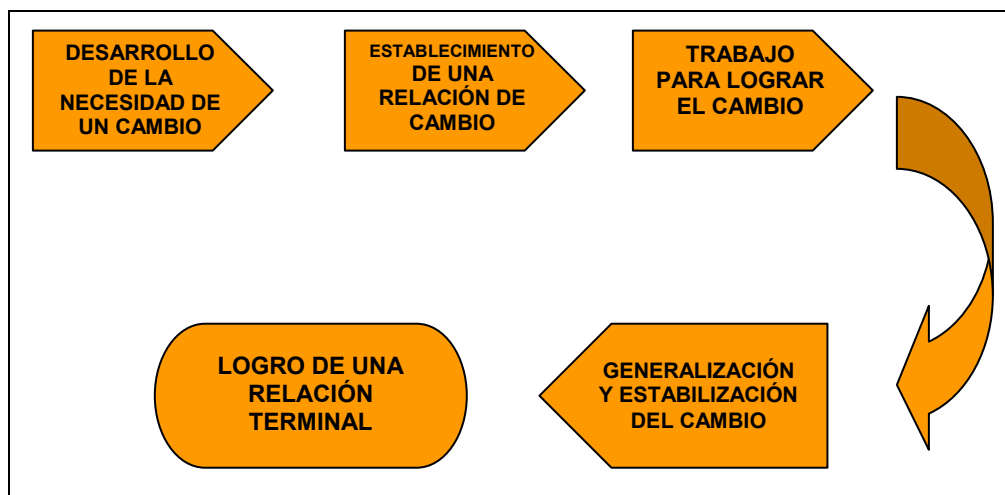 DESARROLLO
DE LA
NECESIDAD DE
UN CAMBIO
ESTABLECIMIENTO
DE UNA
RELACIÓN DE
CAMBIO
TRABAJO
PARA LOGRAR
EL CAMBIO
GENERALIZACIÓN
Y ESTABILIZACIÓN
DEL CAMBIO
LOGRO DE UNA
RELACIÓN
TERMINAL